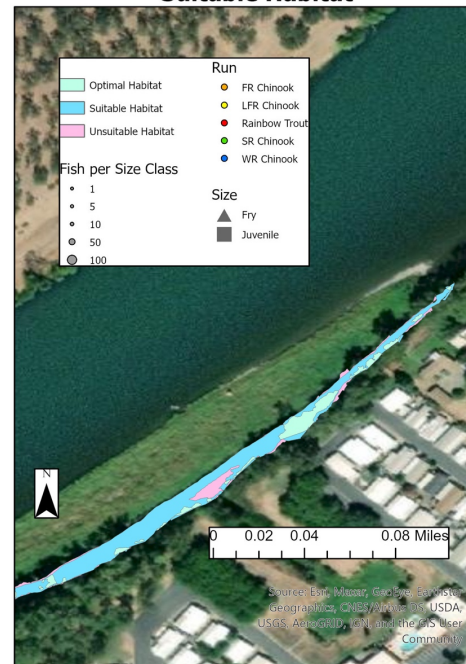 Suitable Habitat
Optimal Habitat
Suitable Habitat
Unsuitable Habitat
Fish per Size Class
1
5
10
50
100
Run
FR Chinook
LFR Chinook
Rainbow Trout
SR Chinook
WR Chinook
Size
Fry
Juvenile
N
0 0.02 0.04 0.08 Miles
Source: Esri, Maxar, GeoEye, Earthstar
Geographics, CNES/Airbus DS, USDA,
USGS, AeroGRID, IGN, and the GIS User
Community